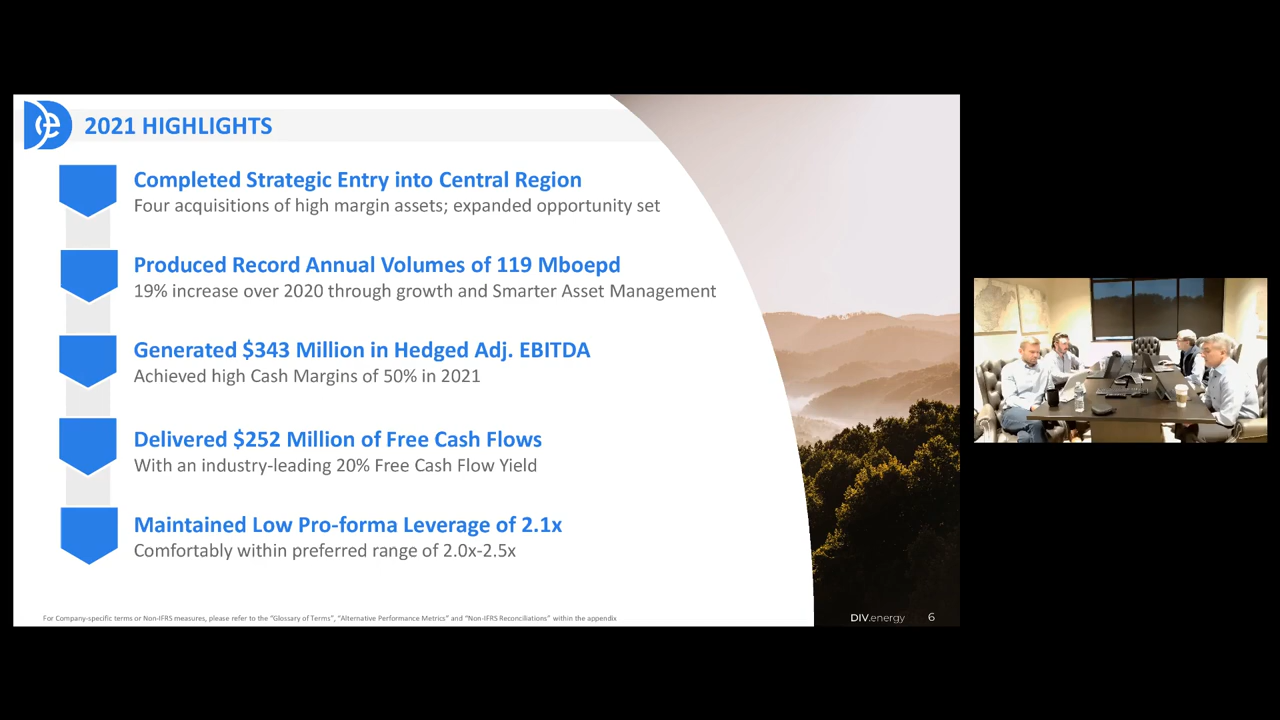 2021 HIGHLIGHTS
Completed Strategic Entry into Central Region
Four acquisitions of high margin assets; expanded opportunity set
Produced Record Annual Volumes of 119 Mboepd
19% increase over 2020 through growth and Smarter Asset Management
Generated $343 Million in Hedged Adj. EBITDA
Achieved high Cash Margins of 50% in 2021
Delivered $252 Million of Free Cash Flows
With an industry-leading 20% Free Cash Flow Yield
Maintained Low Pro-forma Leverage of 2.1x
Comfortably within preferred range of 2.0x-2.5x
For Company-specific terms or Non-IFRS measures, please refer to the “Glossary of Terms”, “Alternative Performance Metrics” and “Non-IFRS Reconciliations” within the appendix
DIV.energy 6